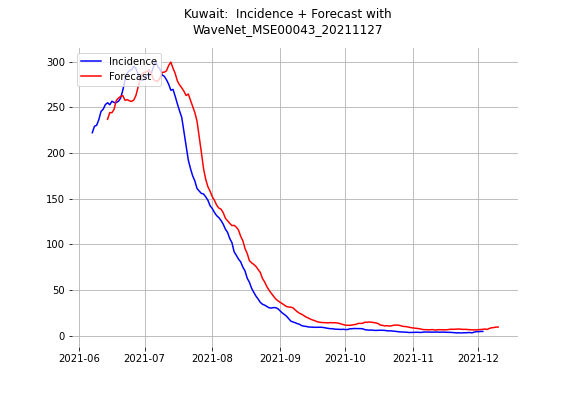 Kuwait:  Incidence + Forecast with
WaveNet_MSE00043_20211127
Incidence
Forecast
300
250
200
150
100
50
0
2021-06 2021-07 2021-08 2021-09 2021-10 2021-11 2021-12